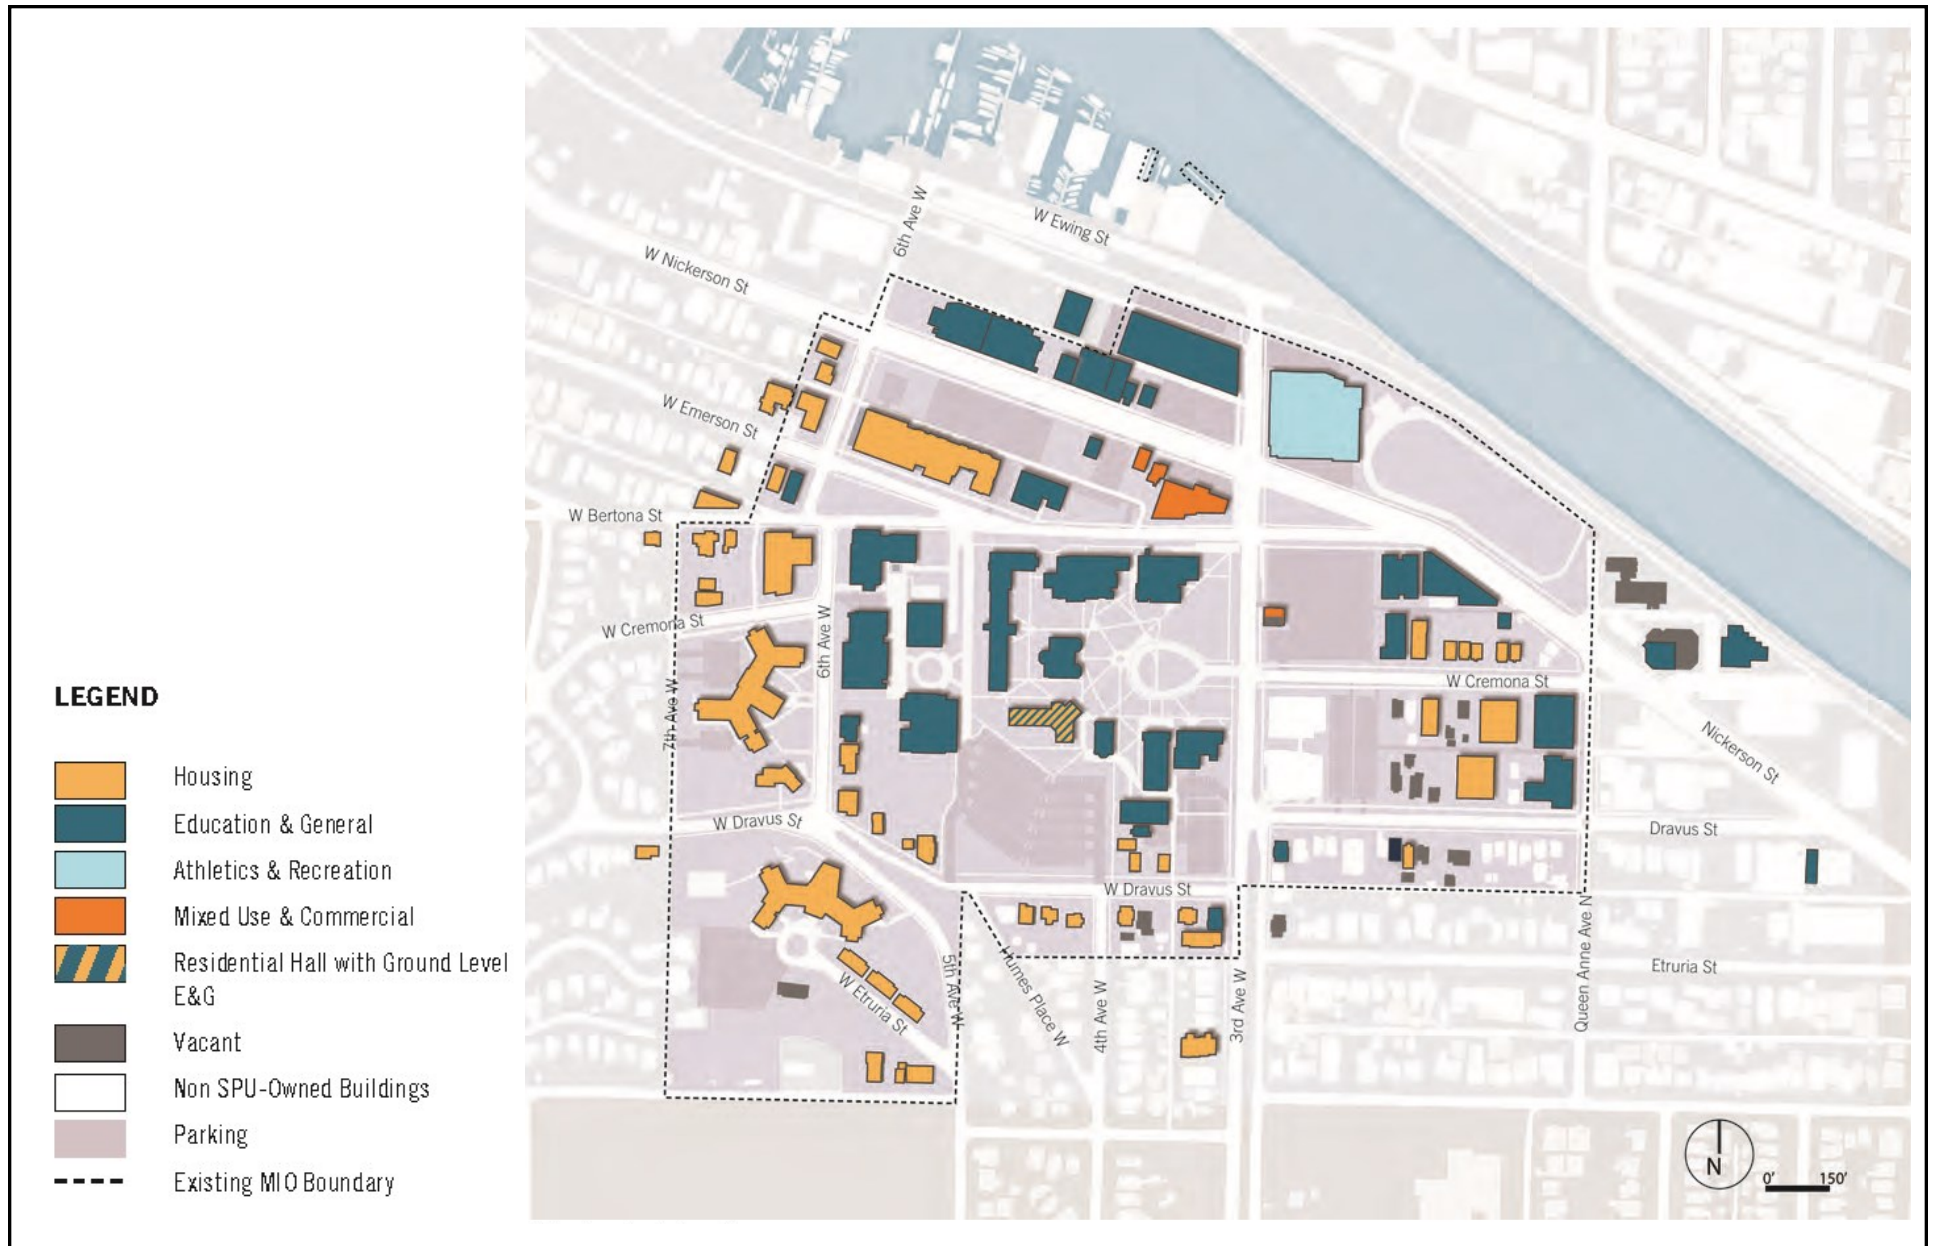 6th Ave W
W Ewing St
W Nickerson St
W Emerson St
W Bertona St
W Cremona St
6th Ave W
7th Ave W
W Cremona St
Nickerson St
W Dravus St
Dravus St
W Dravus St
W Etruria St
5th Ave W
Humes Place W
4th Ave W
3rd Ave W
Queen Anne Ave N
Etruria St
LEGEND
Housing
Education & General
Athletics & Recreation
Mixed Use & Commercial
Residential Hall with Ground Level
E&G
Vacant
Non SPU-Owned Buildings
Parking
Existing MIO Boundary
N
0' 150'